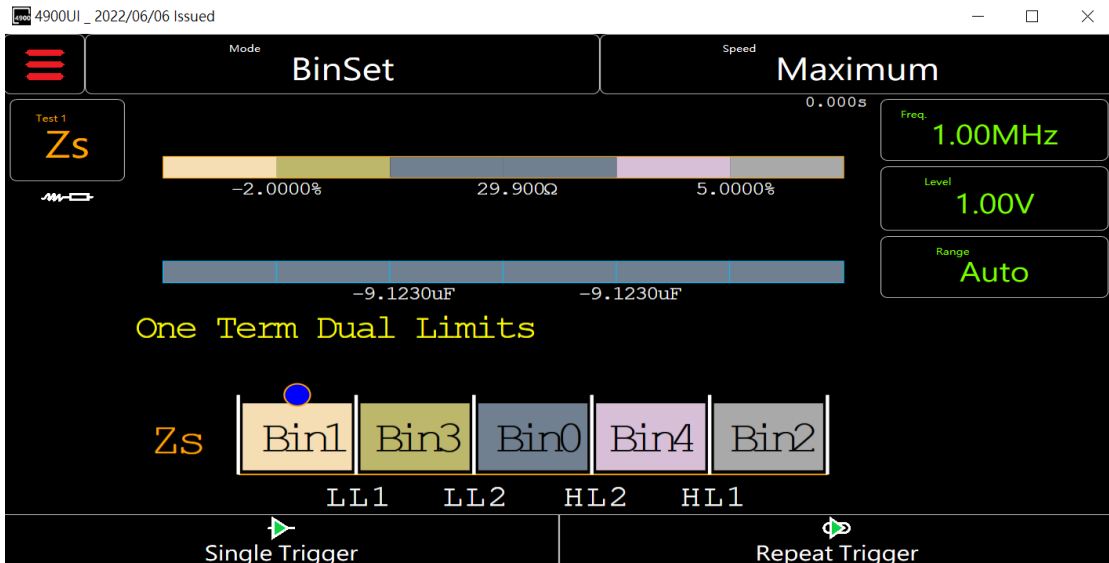 4900 4900UI _ 2022/06/06 Issued
Mode
BinSet
Speed
Maximum
0.000s
Test 1
Zs
Freq.
1.00MHz
Level
1.00V
Range
Auto
-2.0000% 29.900Ω 5.0000%
-9.1230uF -9.1230uF
One Term Dual Limits
Zs Bin1 Bin3 Bin0 Bin4 Bin2
LL1 LL2 HL2 HL1
Single Trigger
Repeat Trigger